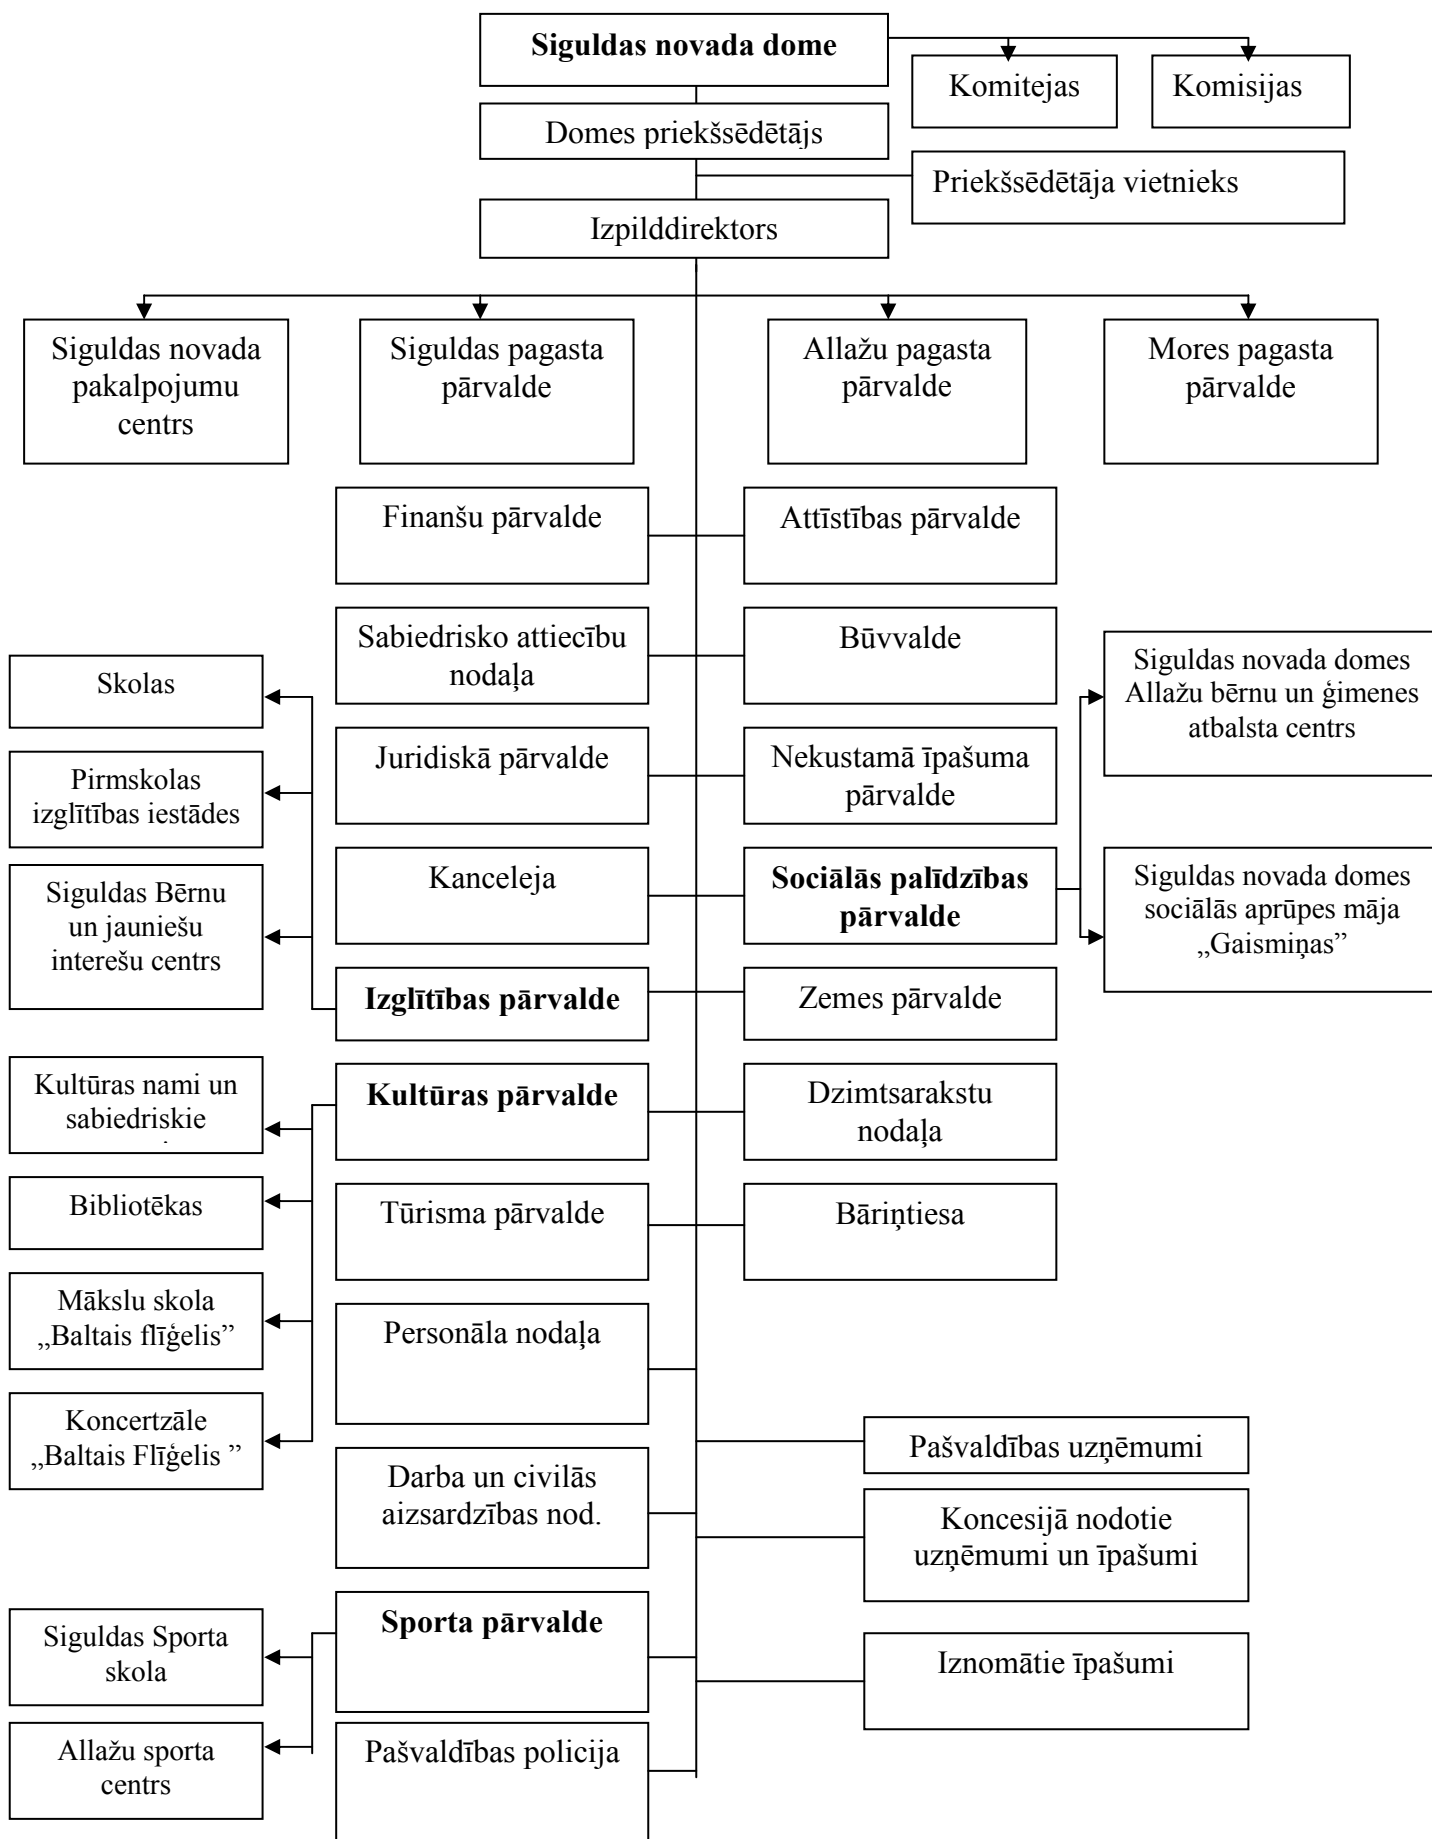 Siguldas novada dome
Komitejas
Komisijas
Domes priekšsēdētājs
Priekšsēdētāja vietnieks
Izpilddirektors
Siguldas novada
pakalpojumu
centrs
Siguldas pagasta
pārvalde
Allažu pagasta
pārvalde
Mores pagasta
pārvalde
Finanšu pārvalde
Attīstības pārvalde
Sabiedrisko attiecību
nodaļa
Būvvalde
Siguldas novada domes
Allažu bērnu un ģimenes
atbalsta centrs
Skolas
Juridiskā pārvalde
Nekustamā īpašuma
pārvalde
Pirmskolas
izglītības iestādes
Kanceleja
Sociālās palīdzības
pārvalde
Siguldas novada domes
sociālās aprūpes māja
„Gaismiņas”
Siguldas Bērnu
un jauniešu
interešu centrs
Izglītības pārvalde
Zemes pārvalde
Kultūras nami un
sabiedriskie
Kultūras pārvalde
Dzimtsarakstu
nodaļa
Bibliotēkas
Tūrisma pārvalde
Bāriņtiesa
Mākslu skola
„Baltais flīģelis”
Personāla nodaļa
Koncertzāle
„Baltais Flīģelis ”
Pašvaldības uzņēmumi
Darba un civilās
aizsardzības nod.
Koncesijā nodotie
uzņēmumi un īpašumi
Siguldas Sporta
skola
Sporta pārvalde
Iznomātie īpašumi
Allažu sporta
centrs
Pašvaldības policija